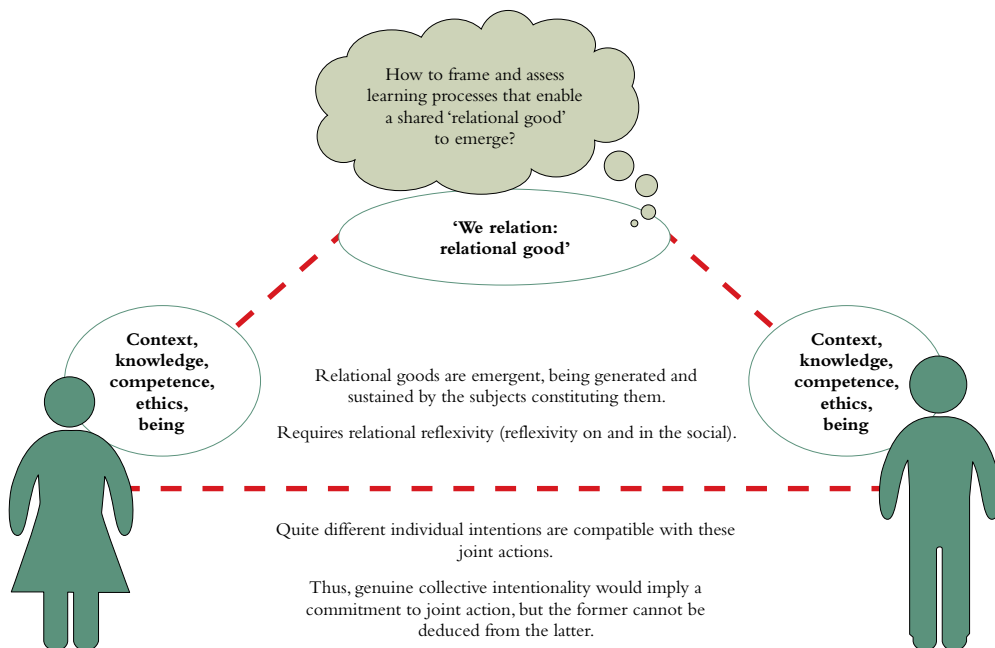 How to frame and assess
learning processes that enable
a shared ‘relational good’
to emerge?
‘We relation:
relational good’
Context,
knowledge,
competence,
ethics,
being
Context,
knowledge,
competence,
ethics,
being
Relational goods are emergent, being generated and
sustained by the subjects constituting them.
Requires relational reflexivity (reflexivity on and in the social).
Quite different individual intentions are compatible with these
joint actions.
Thus, genuine collective intentionality would imply a
commitment to joint action, but the former cannot be
deduced from the latter.